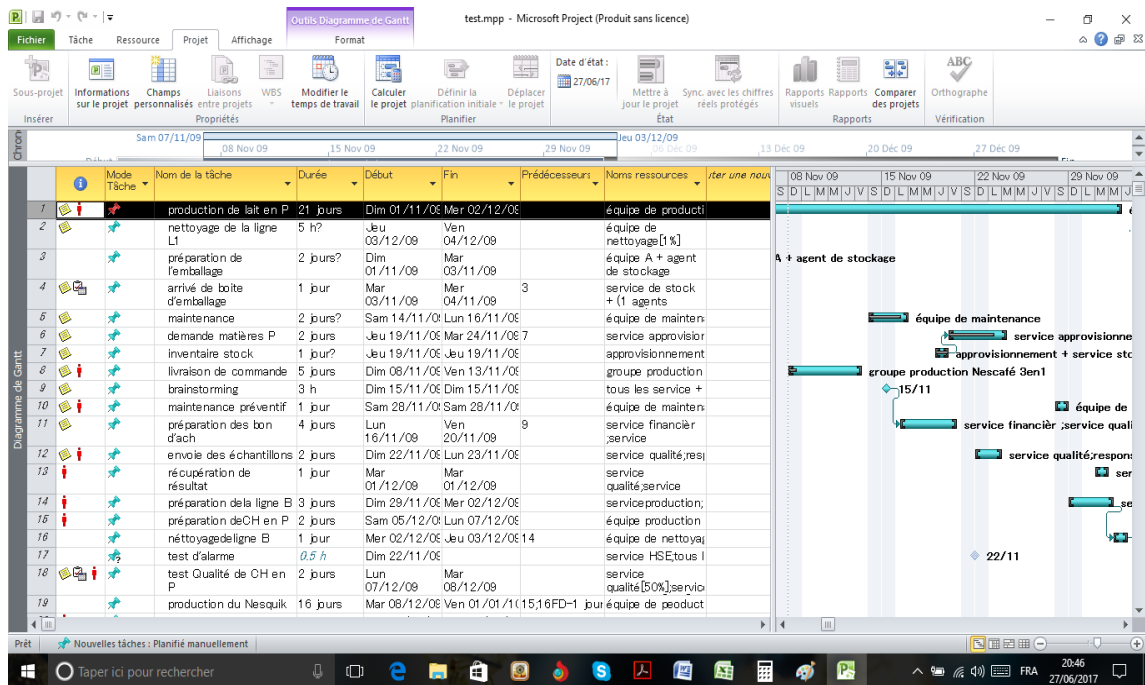 Outils Diagramme de Gantt
test.mpp - Microsoft Project (Produit sans licence)
Fichier Tâche Ressource Projet Affichage Format
Sous-projet
Informations sur le projet
Champs personnalisés
Liaisons entre projets
WBS
Modifier le temps de travail
Calculer le projet
Définir la planification initiale
Déplacer le projet
Date d'état :
27/06/17
Mettre à jour le projet
Sync. avec les chiffres réels protégés
Rapports visuels
Rapports
Comparer des projets
ABC
Orthographe
Insérer Propriétés Planifier État Rapports Vérification
Chron
Sam 07/11/09 Jeu 03/12/09
08 Nov 09 15 Nov 09 22 Nov 09 29 Nov 09 06 Déc 09 13 Déc 09 20 Déc 09 27 Déc 09
Mode Tâche Nom de la tâche Durée Début Fin Prédécesseurs Noms ressources
08 Nov 09 15 Nov 09 22 Nov 09 29 Nov 09
S D L M M J V S D L M M J V S D L M M J V S D L M M J
Diagramme de Gantt
1 production de lait en P 21 jours Dim 01/11/09 Mer 02/12/09 équipe de producti
2 nettoyage de la ligne L1 5 h? Jeu 03/12/09 Ven 04/12/09 équipe de nettoyage[1%]
3 préparation de l'emballage 2 jours? Dim 01/11/09 Mar 03/11/09 équipe A + agent de stockage
A + agent de stockage
4 arrivé de boite d'emballage 1 jour Mar 03/11/09 Mer 04/11/09 3 service de stock + (1 agents
5 maintenance 2 jours? Sam 14/11/0 Lun 16/11/09 équipe de mainten
équipe de maintenance
6 demande matières P 2 jours Jeu 19/11/09 Mar 24/11/09 7 service approvisior
service approvisionne
7 inventaire stock 1 jour? Jeu 19/11/09 Jeu 19/11/09 approvisionnement
approvisionnement + service sto
8 livraison de commande 5 jours Dim 08/11/09 Ven 13/11/09 groupe production
groupe production Nescafé 3en1
9 brainstorming 3 h Dim 15/11/09 Dim 15/11/09 tous les service +
15/11
10 maintenance préventif 1 jour Sam 28/11/0 Sam 28/11/0 équipe de mainten
équipe de
11 préparation des bon d'ach 4 jours Lun 16/11/09 Ven 20/11/09 9 service financièr ;service
service financièr ;service quali
12 envoie des échantillons 2 jours Dim 22/11/09 Lun 23/11/09 service qualité;resp
service qualité;respons
13 récupération de résultat 1 jour Mar 01/12/09 Mar 01/12/09 service qualité;service
ser
14 préparation dela ligne B 3 jours Dim 29/11/09 Mer 02/12/09 serviceproduction;
se
15 préparation deCH en P 2 jours Sam 05/12/0 Lun 07/12/09 équipe production
16 néttoyagedeligne B 1 jour Mer 02/12/09 Jeu 03/12/09 14 équipe de nettoyag
17 test d'alarme 0.5 h Dim 22/11/09 service HSE;tous l
22/11
18 test Qualité de CH en P 2 jours Lun 07/12/09 Mar 08/12/09 service qualité[50%];servic
19 production du Nesquik 16 jours Mar 08/12/09 Ven 01/01/1 15;16FD-1 jour équipe de peoduct
Prêt Nouvelles tâches : Planifié manuellement
Taper ici pour rechercher
FRA
20:46
27/06/2017